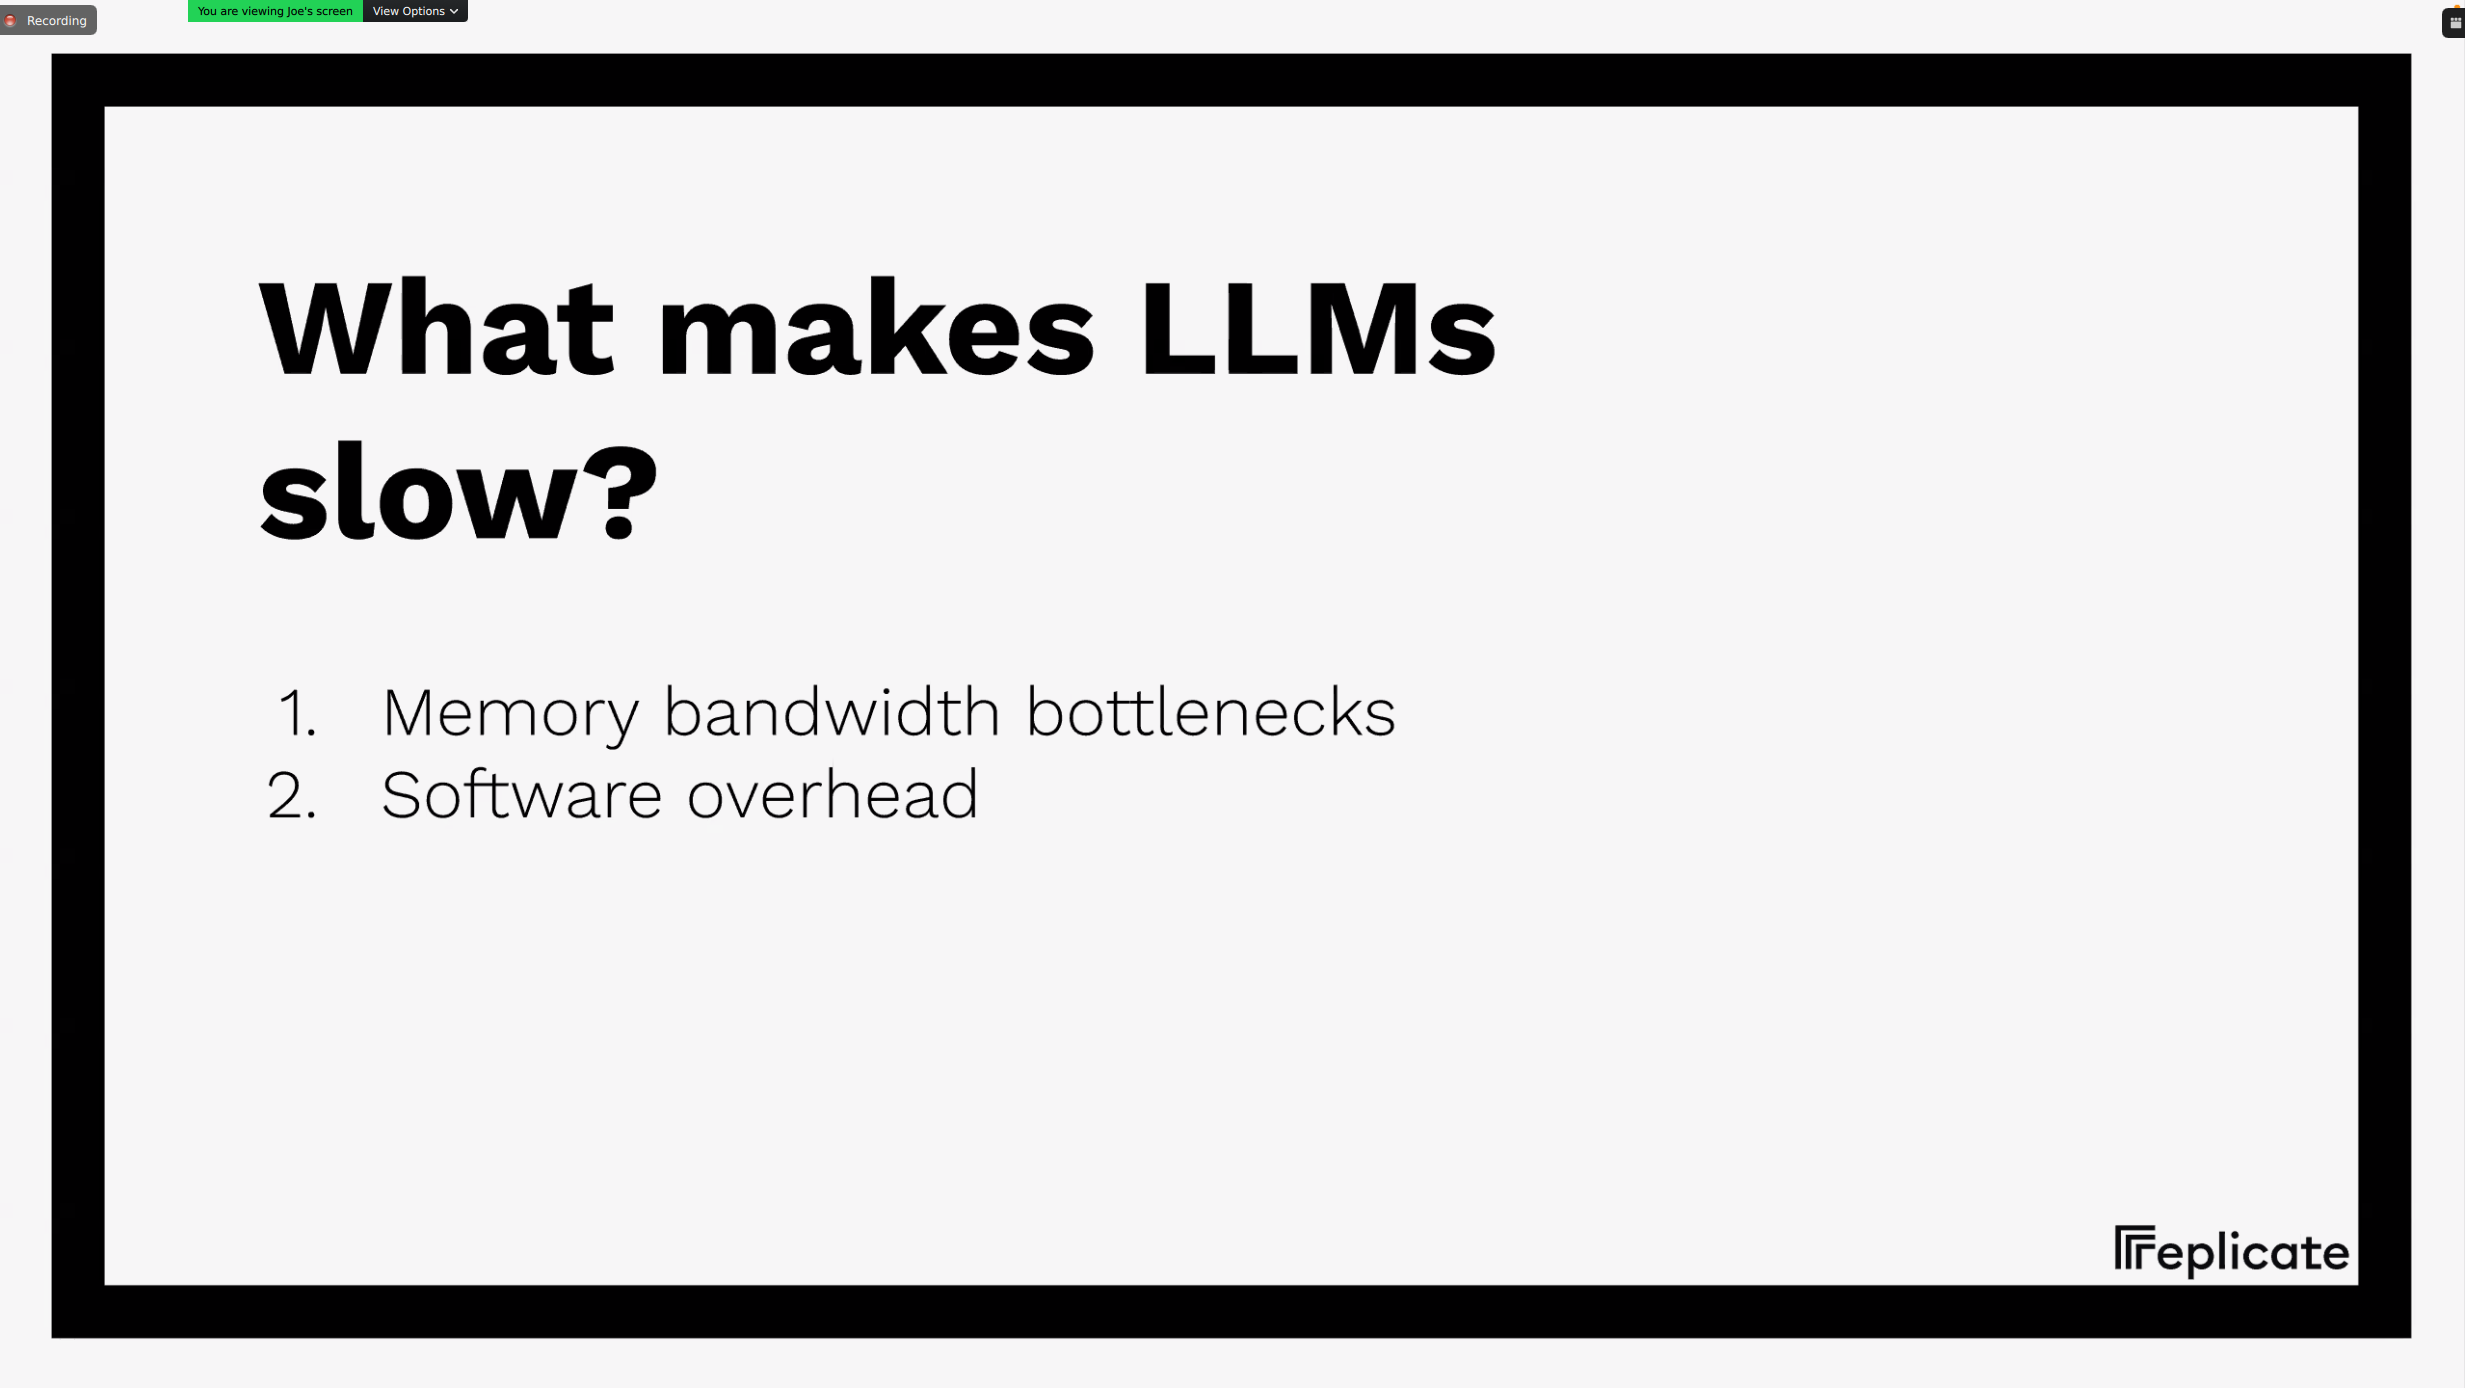 Recording
You are viewing Joe's screen
View Options
What makes LLMs
slow?
1. Memory bandwidth bottlenecks
2. Software overhead
replicate